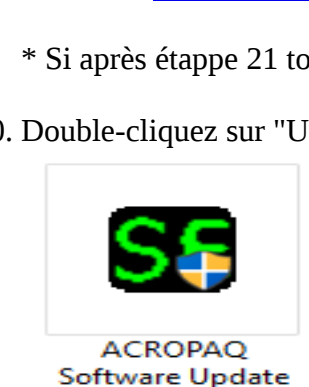 * Si après étappe 21 to
0. Double-cliquez sur "U
SF
ACROPAQ
Software Update